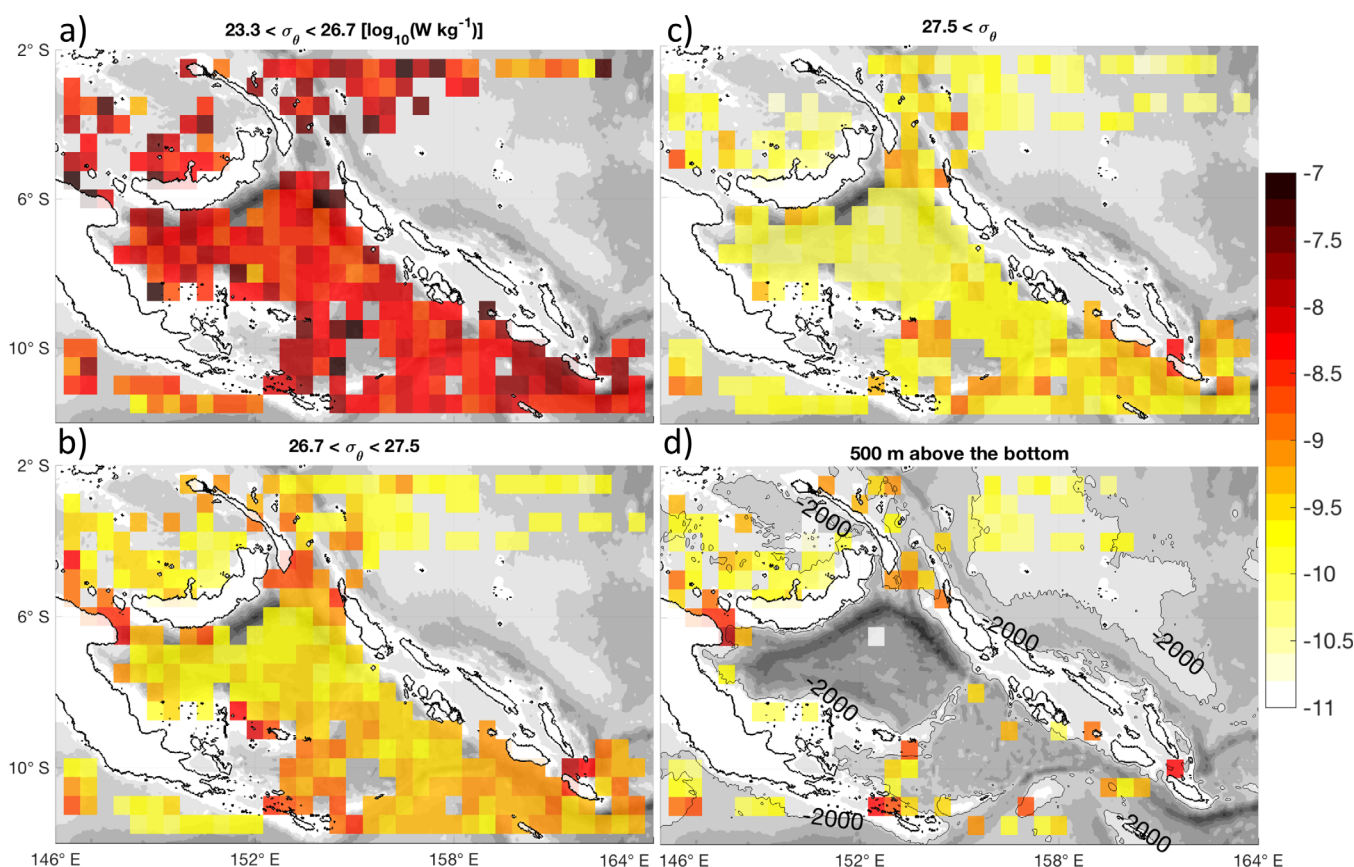 a) 23.3 < σθ < 26.7 [log10(W kg⁻¹)]
c) 27.5 < σθ
2° S
6° S
10° S
b) 26.7 < σθ < 27.5
d) 500 m above the bottom
2° S
6° S
10° S
146° E 152° E 158° E 164° E
146° E 152° E 158° E 164° E
-2000
-2000
-2000
-2000
-2000
-2000
-7
-7.5
-8
-8.5
-9
-9.5
-10
-10.5
-11